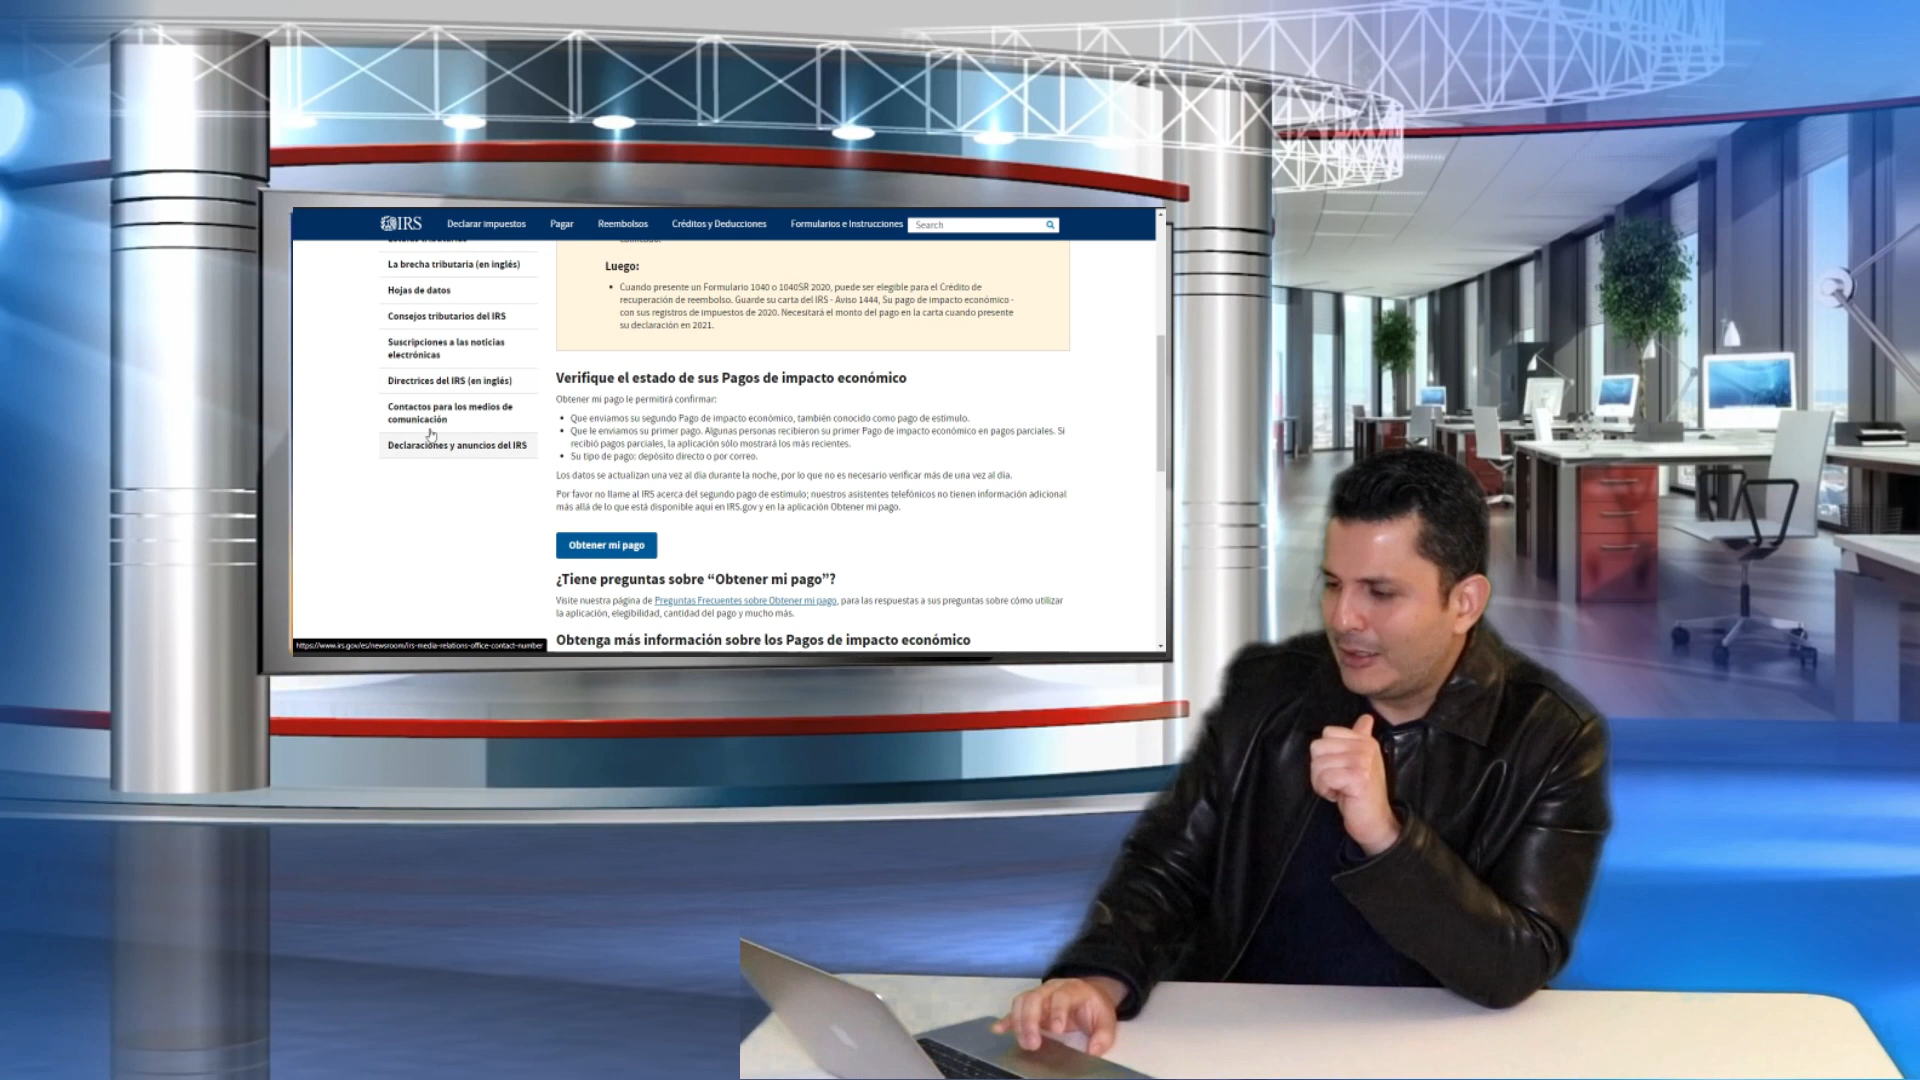 IRS
Declarar impuestos
Pagar
Reembolsos
Créditos y Deducciones
Formularios e Instrucciones
Search
La brecha tributaria (en inglés)
Hojas de datos
Consejos tributarios del IRS
Suscripciones a las noticias
electrónicas
Directrices del IRS (en inglés)
Contactos para los medios de
comunicación
Declaraciones y anuncios del IRS
Luego:
• Cuando presente un Formulario 1040 o 1040SR 2020, puede ser elegible para el Crédito de
recuperación de reembolso. Guarde su carta del IRS - Aviso 1444, Su pago de impacto económico -
con sus registros de impuestos de 2020. Necesitará el monto del pago en la carta cuando presente
su declaración en 2021.
Verifique el estado de sus Pagos de impacto económico
Obtener mi pago le permitirá confirmar:
• Que enviamos su segundo Pago de impacto económico, también conocido como pago de estímulo.
• Que le enviamos su primer pago. Algunas personas recibieron su primer Pago de impacto económico en pagos parciales. Si
recibió pagos parciales, la aplicación sólo mostrará los más recientes.
• Su tipo de pago: depósito directo o por correo.
Los datos se actualizan una vez al día durante la noche, por lo que no es necesario verificar más de una vez al día.
Por favor no llame al IRS acerca del segundo pago de estímulo; nuestros asistentes telefónicos no tienen información adicional
más allá de lo que está disponible aquí en IRS.gov y en la aplicación Obtener mi pago.
Obtener mi pago
¿Tiene preguntas sobre “Obtener mi pago”?
Visite nuestra página de Preguntas Frecuentes sobre Obtener mi pago, para las respuestas a sus preguntas sobre cómo utilizar
la aplicación, elegibilidad, cantidad del pago y mucho más.
Obtenga más información sobre los Pagos de impacto económico
https://www.irs.gov/es/newsroom/irs-media-relations-office-contact-number